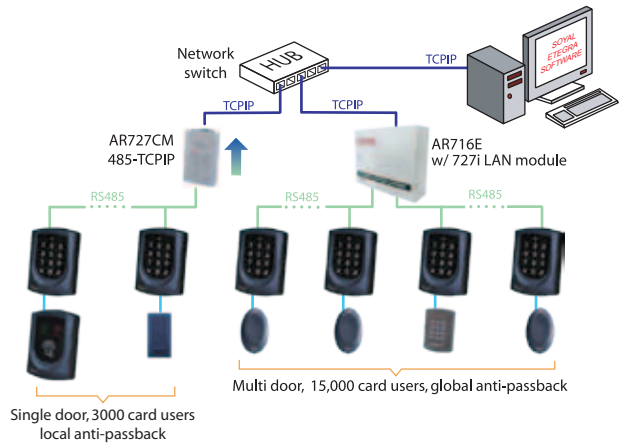 SOYAL
ETEGRA
SOFTWARE
Network
switch
HUB
TCPIP
TCPIP
TCPIP
AR727CM
485-TCPIP
AR716E
w/ 727i LAN module
RS485
RS485
RS485
Multi door, 15,000 card users, global anti-passback
Single door, 3000 card users
local anti-passback